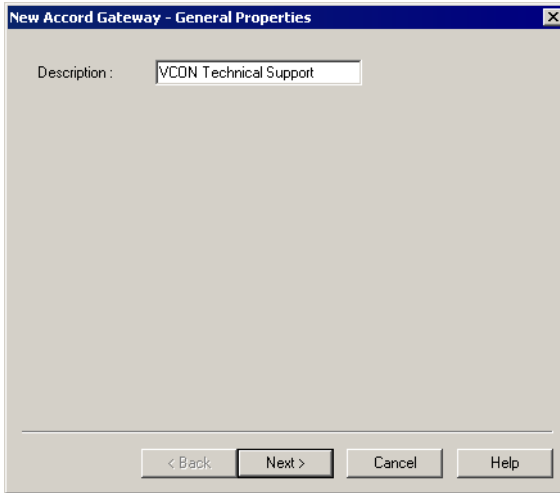 New Accord Gateway - General Properties
Description : VCON Technical Support
< Back Next > Cancel Help